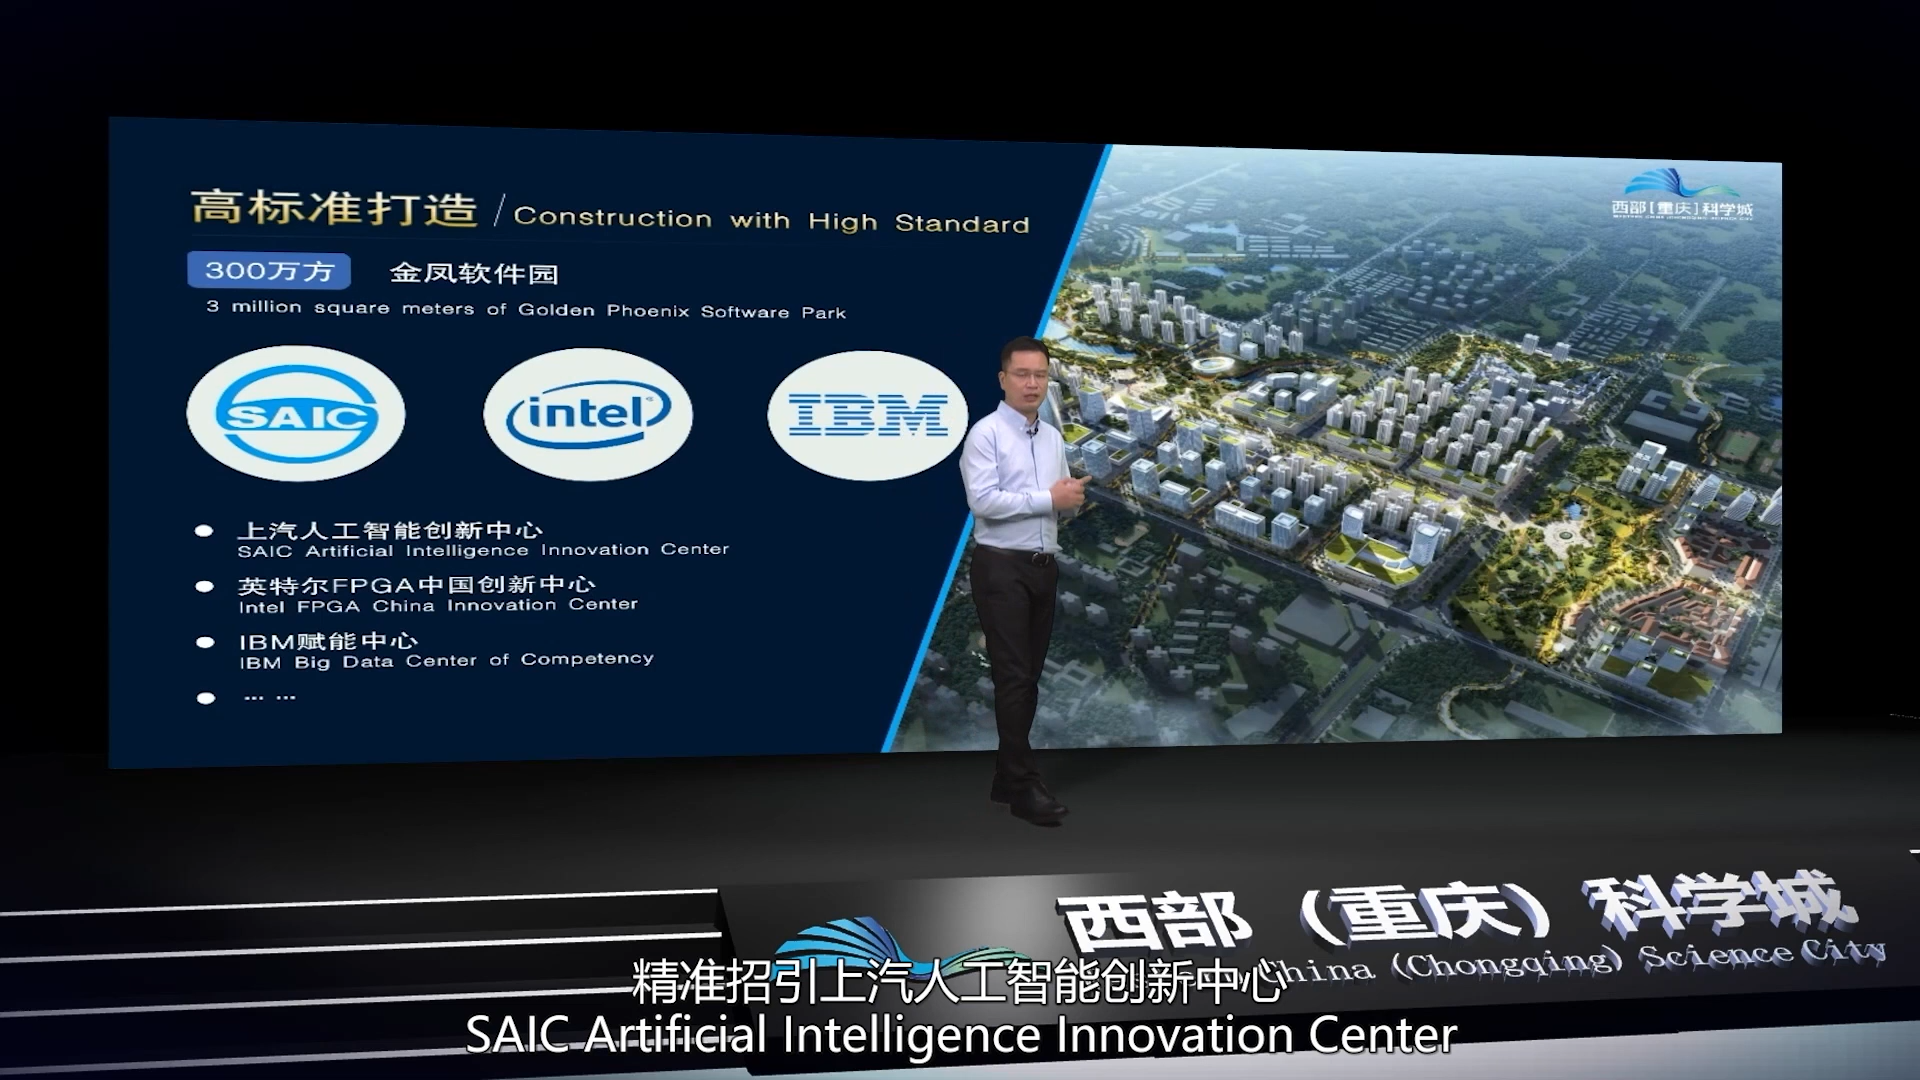 高标准打造 / Construction with High Standard
300万方 金凤软件园
3 million square meters of Golden Phoenix Software Park
SAIC
intel
IBM
上汽人工智能创新中心
SAIC Artificial Intelligence Innovation Center
英特尔FPGA中国创新中心
Intel FPGA China Innovation Center
IBM赋能中心
IBM Big Data Center of Competency
... ...
西部[重庆]科学城
西部（重庆）科学城
China (Chongqing) Science City
精准招引上汽人工智能创新中心
SAIC Artificial Intelligence Innovation Center